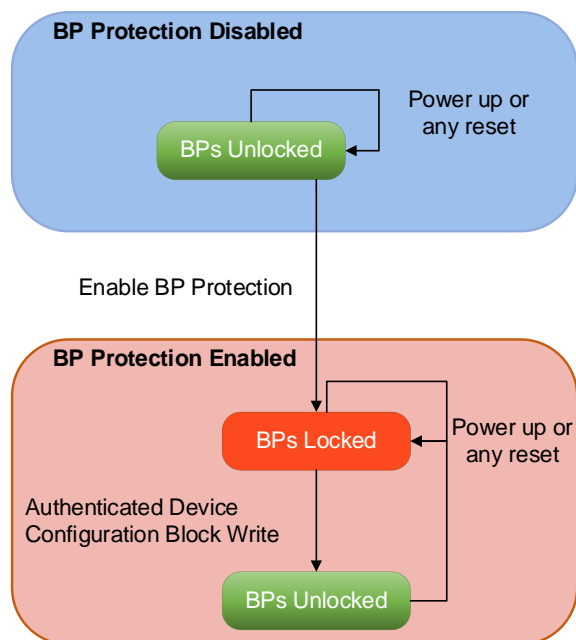 BP Protection Disabled
Power up or
any reset
BPs Unlocked
Enable BP Protection
BP Protection Enabled
BPs Locked
Power up or
any reset
Authenticated Device
Configuration Block Write
BPs Unlocked